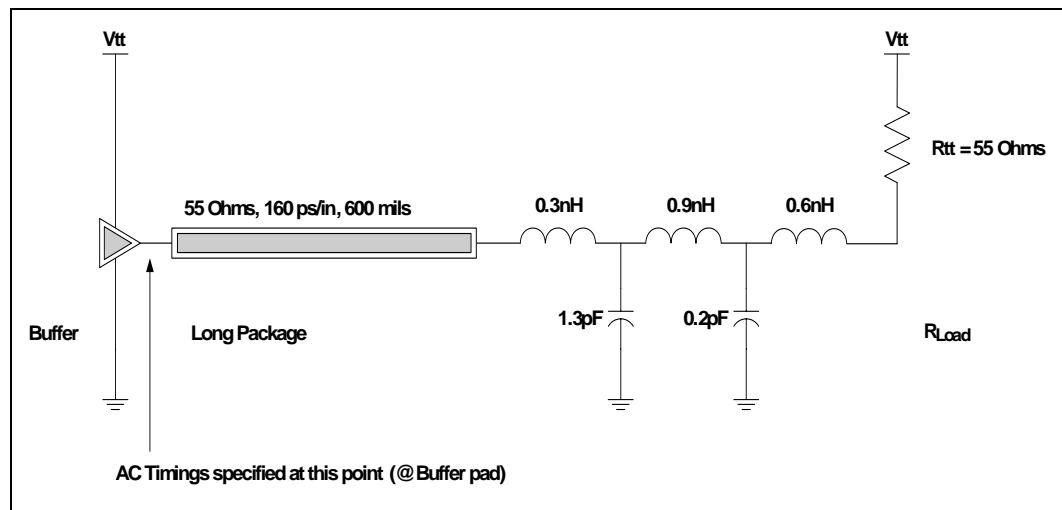 Vtt
Vtt
Rtt = 55 Ohms
55 Ohms, 160 ps/in, 600 mils
0.3nH
0.9nH
0.6nH
1.3pF
0.2pF
Buffer
Long Package
RLoad
AC Timings specified at this point (@ Buffer pad)